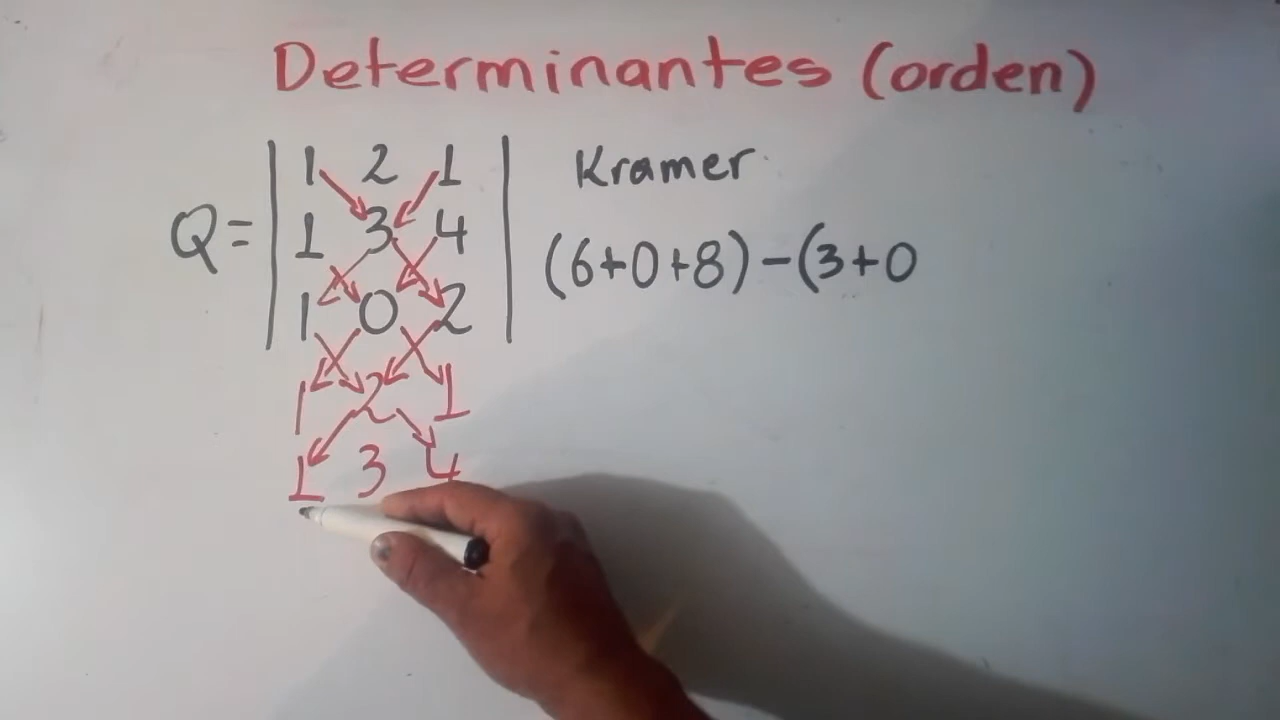 Determinantes (orden)
Q= | 1 2 1 | Kramer
| 1 3 4 | (6+0+8)-(3+0
| 1 0 2 |
1 2 1
1 3 4